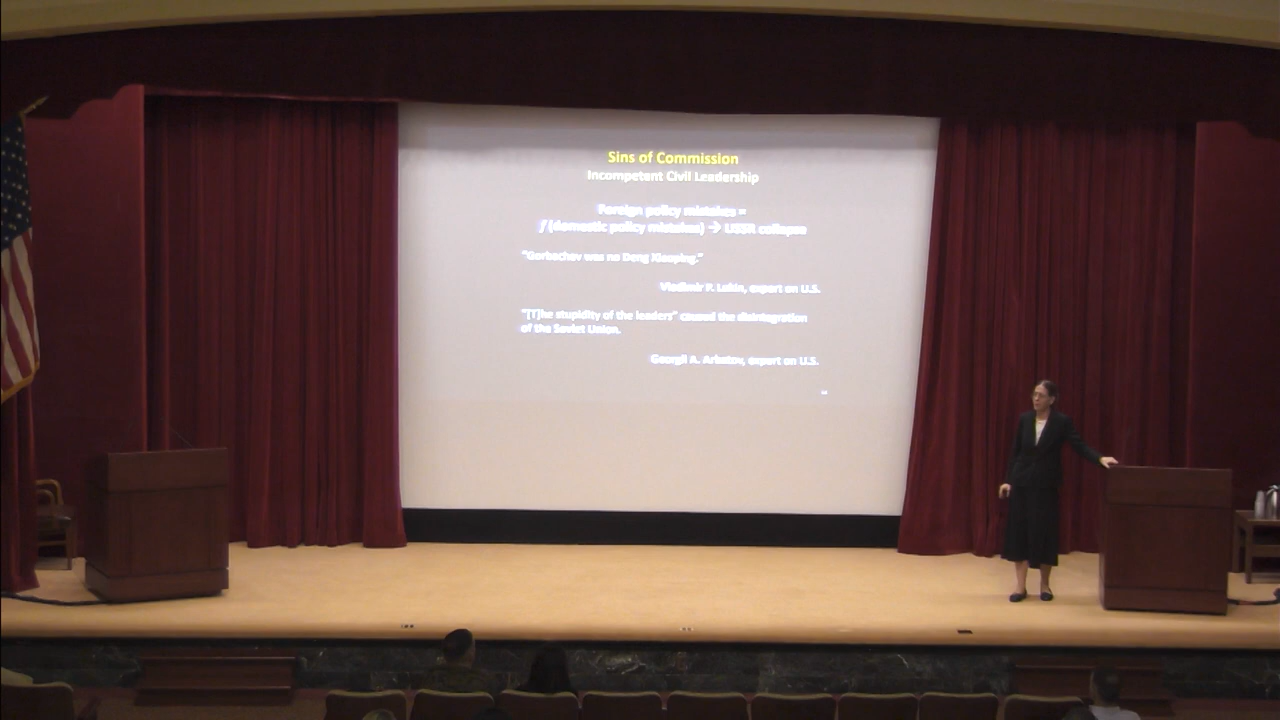 Sins of Commission
Incompetent Civil Leadership
Foreign policy mistakes =
ƒ (domestic policy mistakes) → USSR collapse
"Gorbachev was no Deng Xiaoping."
Vladimir P. Lukin, expert on U.S.
"[T]he stupidity of the leaders" caused the disintegration
of the Soviet Union.
Georgii A. Arbatov, expert on U.S.